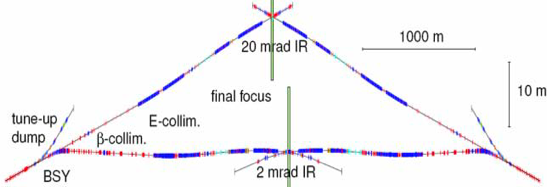 20 mrad IR
1000 m
10 m
final focus
tune-up
dump
E-collim.
β-collim.
BSY
2 mrad IR